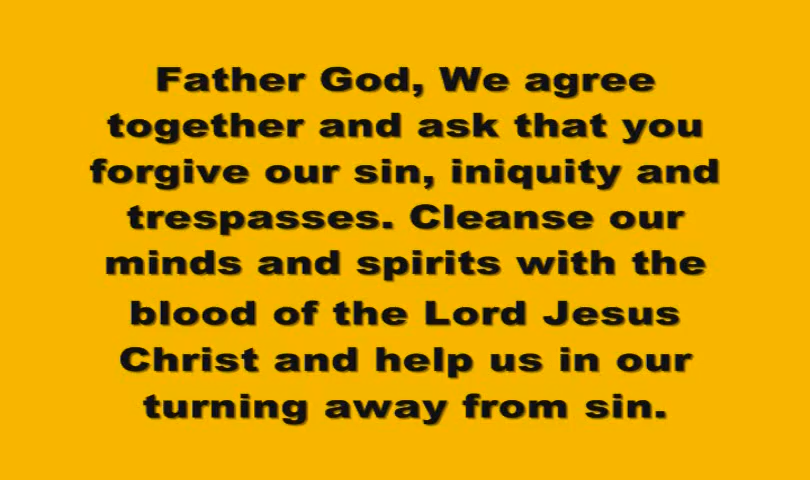 Father God, We agree
together and ask that you
forgive our sin, iniquity and
trespasses. Cleanse our
minds and spirits with the
blood of the Lord Jesus
Christ and help us in our
turning away from sin.